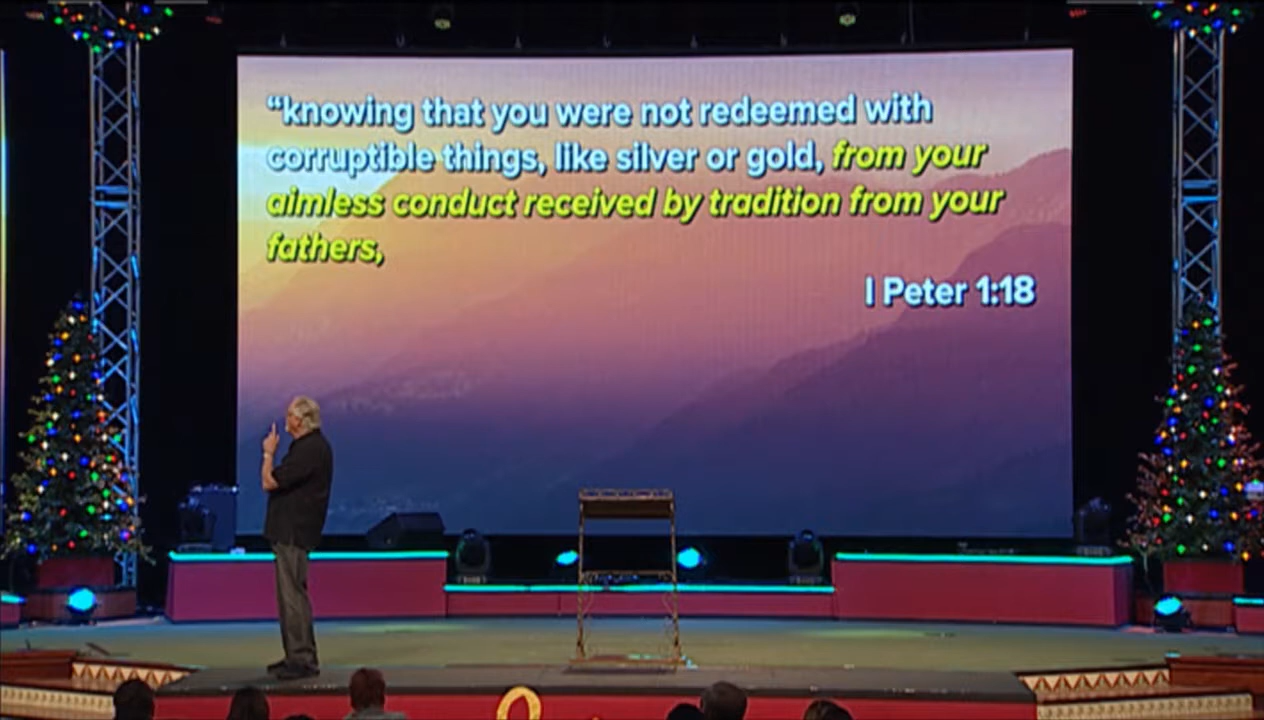 “knowing that you were not redeemed with
corruptible things, like silver or gold, from your
aimless conduct received by tradition from your
fathers,
I Peter 1:18